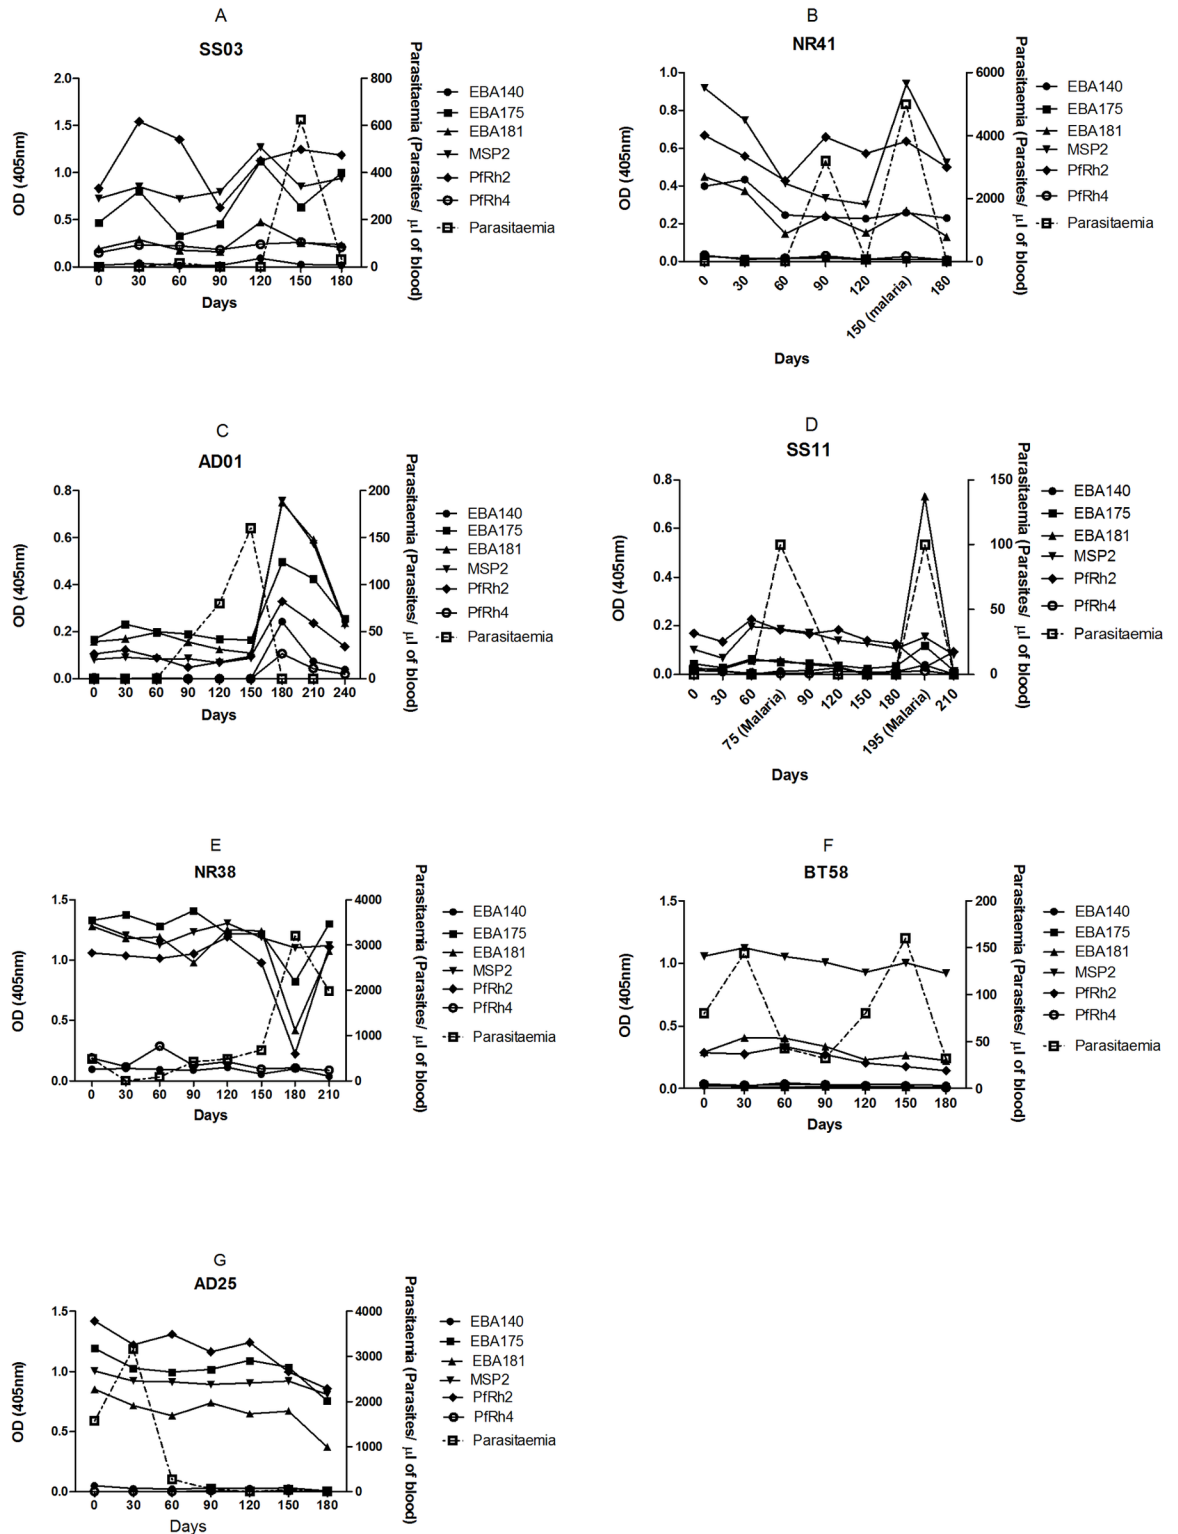 A
SS03
OD (405nm)
2.0
1.5
1.0
0.5
0.0
800
600
400
200
0
Parasitaemia (Parasites/ μl of blood)
0 30 60 90 120 150 180
Days
EBA140
EBA175
EBA181
MSP2
PfRh2
PfRh4
Parasitaemia
B
NR41
OD (405nm)
1.0
0.8
0.6
0.4
0.2
0.0
6000
4000
2000
0
Parasitaemia (Parasites/ μl of blood)
0 30 60 90 120 150 (malaria) 180
Days
EBA140
EBA175
EBA181
MSP2
PfRh2
PfRh4
Parasitaemia
C
AD01
OD (405nm)
0.8
0.6
0.4
0.2
0.0
200
150
100
50
0
Parasitaemia (Parasites/ μl of blood)
0 30 60 90 120 150 180 210 240
Days
EBA140
EBA175
EBA181
MSP2
PfRh2
PfRh4
Parasitaemia
D
SS11
OD (405nm)
0.8
0.6
0.4
0.2
0.0
150
100
50
0
Parasitaemia (Parasites/ μl of blood)
0 30 60 75 (Malaria) 90 120 150 180 195 (Malaria) 210
Days
EBA140
EBA175
EBA181
MSP2
PfRh2
PfRh4
Parasitaemia
E
NR38
OD (405nm)
1.5
1.0
0.5
0.0
4000
3000
2000
1000
0
Parasitaemia (Parasites/ μl of blood)
0 30 60 90 120 150 180 210
Days
EBA140
EBA175
EBA181
MSP2
PfRh2
PfRh4
Parasitaemia
F
BT58
OD (405nm)
1.5
1.0
0.5
0.0
200
150
100
50
0
Parasitaemia (Parasites/ μl of blood)
0 30 60 90 120 150 180
Days
EBA140
EBA175
EBA181
MSP2
PfRh2
PfRh4
Parasitaemia
G
AD25
OD (405nm)
1.5
1.0
0.5
0.0
4000
3000
2000
1000
0
Parasitaemia (Parasites/ μl of blood)
0 30 60 90 120 150 180
Days
EBA140
EBA175
EBA181
MSP2
PfRh2
PfRh4
Parasitaemia